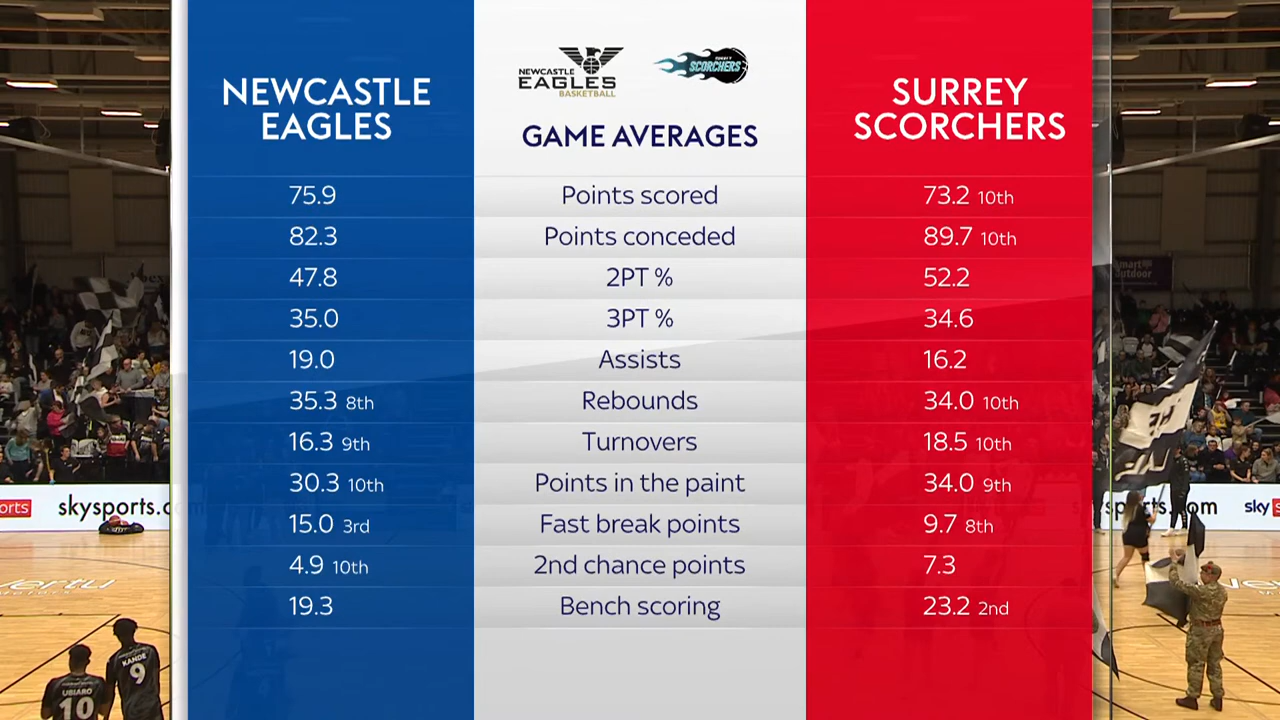 NEWCASTLE
EAGLES
NEWCASTLE
EAGLES
BASKETBALL
SURREY
SCORCHERS
GAME AVERAGES
SURREY
SCORCHERS
75.9 Points scored 73.2 10th
82.3 Points conceded 89.7 10th
47.8 2PT % 52.2
35.0 3PT % 34.6
19.0 Assists 16.2
35.3 8th Rebounds 34.0 10th
16.3 9th Turnovers 18.5 10th
30.3 10th Points in the paint 34.0 9th
15.0 3rd Fast break points 9.7 8th
4.9 10th 2nd chance points 7.3
19.3 Bench scoring 23.2 2nd
orts skysports.c
sky
KANDE
9
UBIARO
10